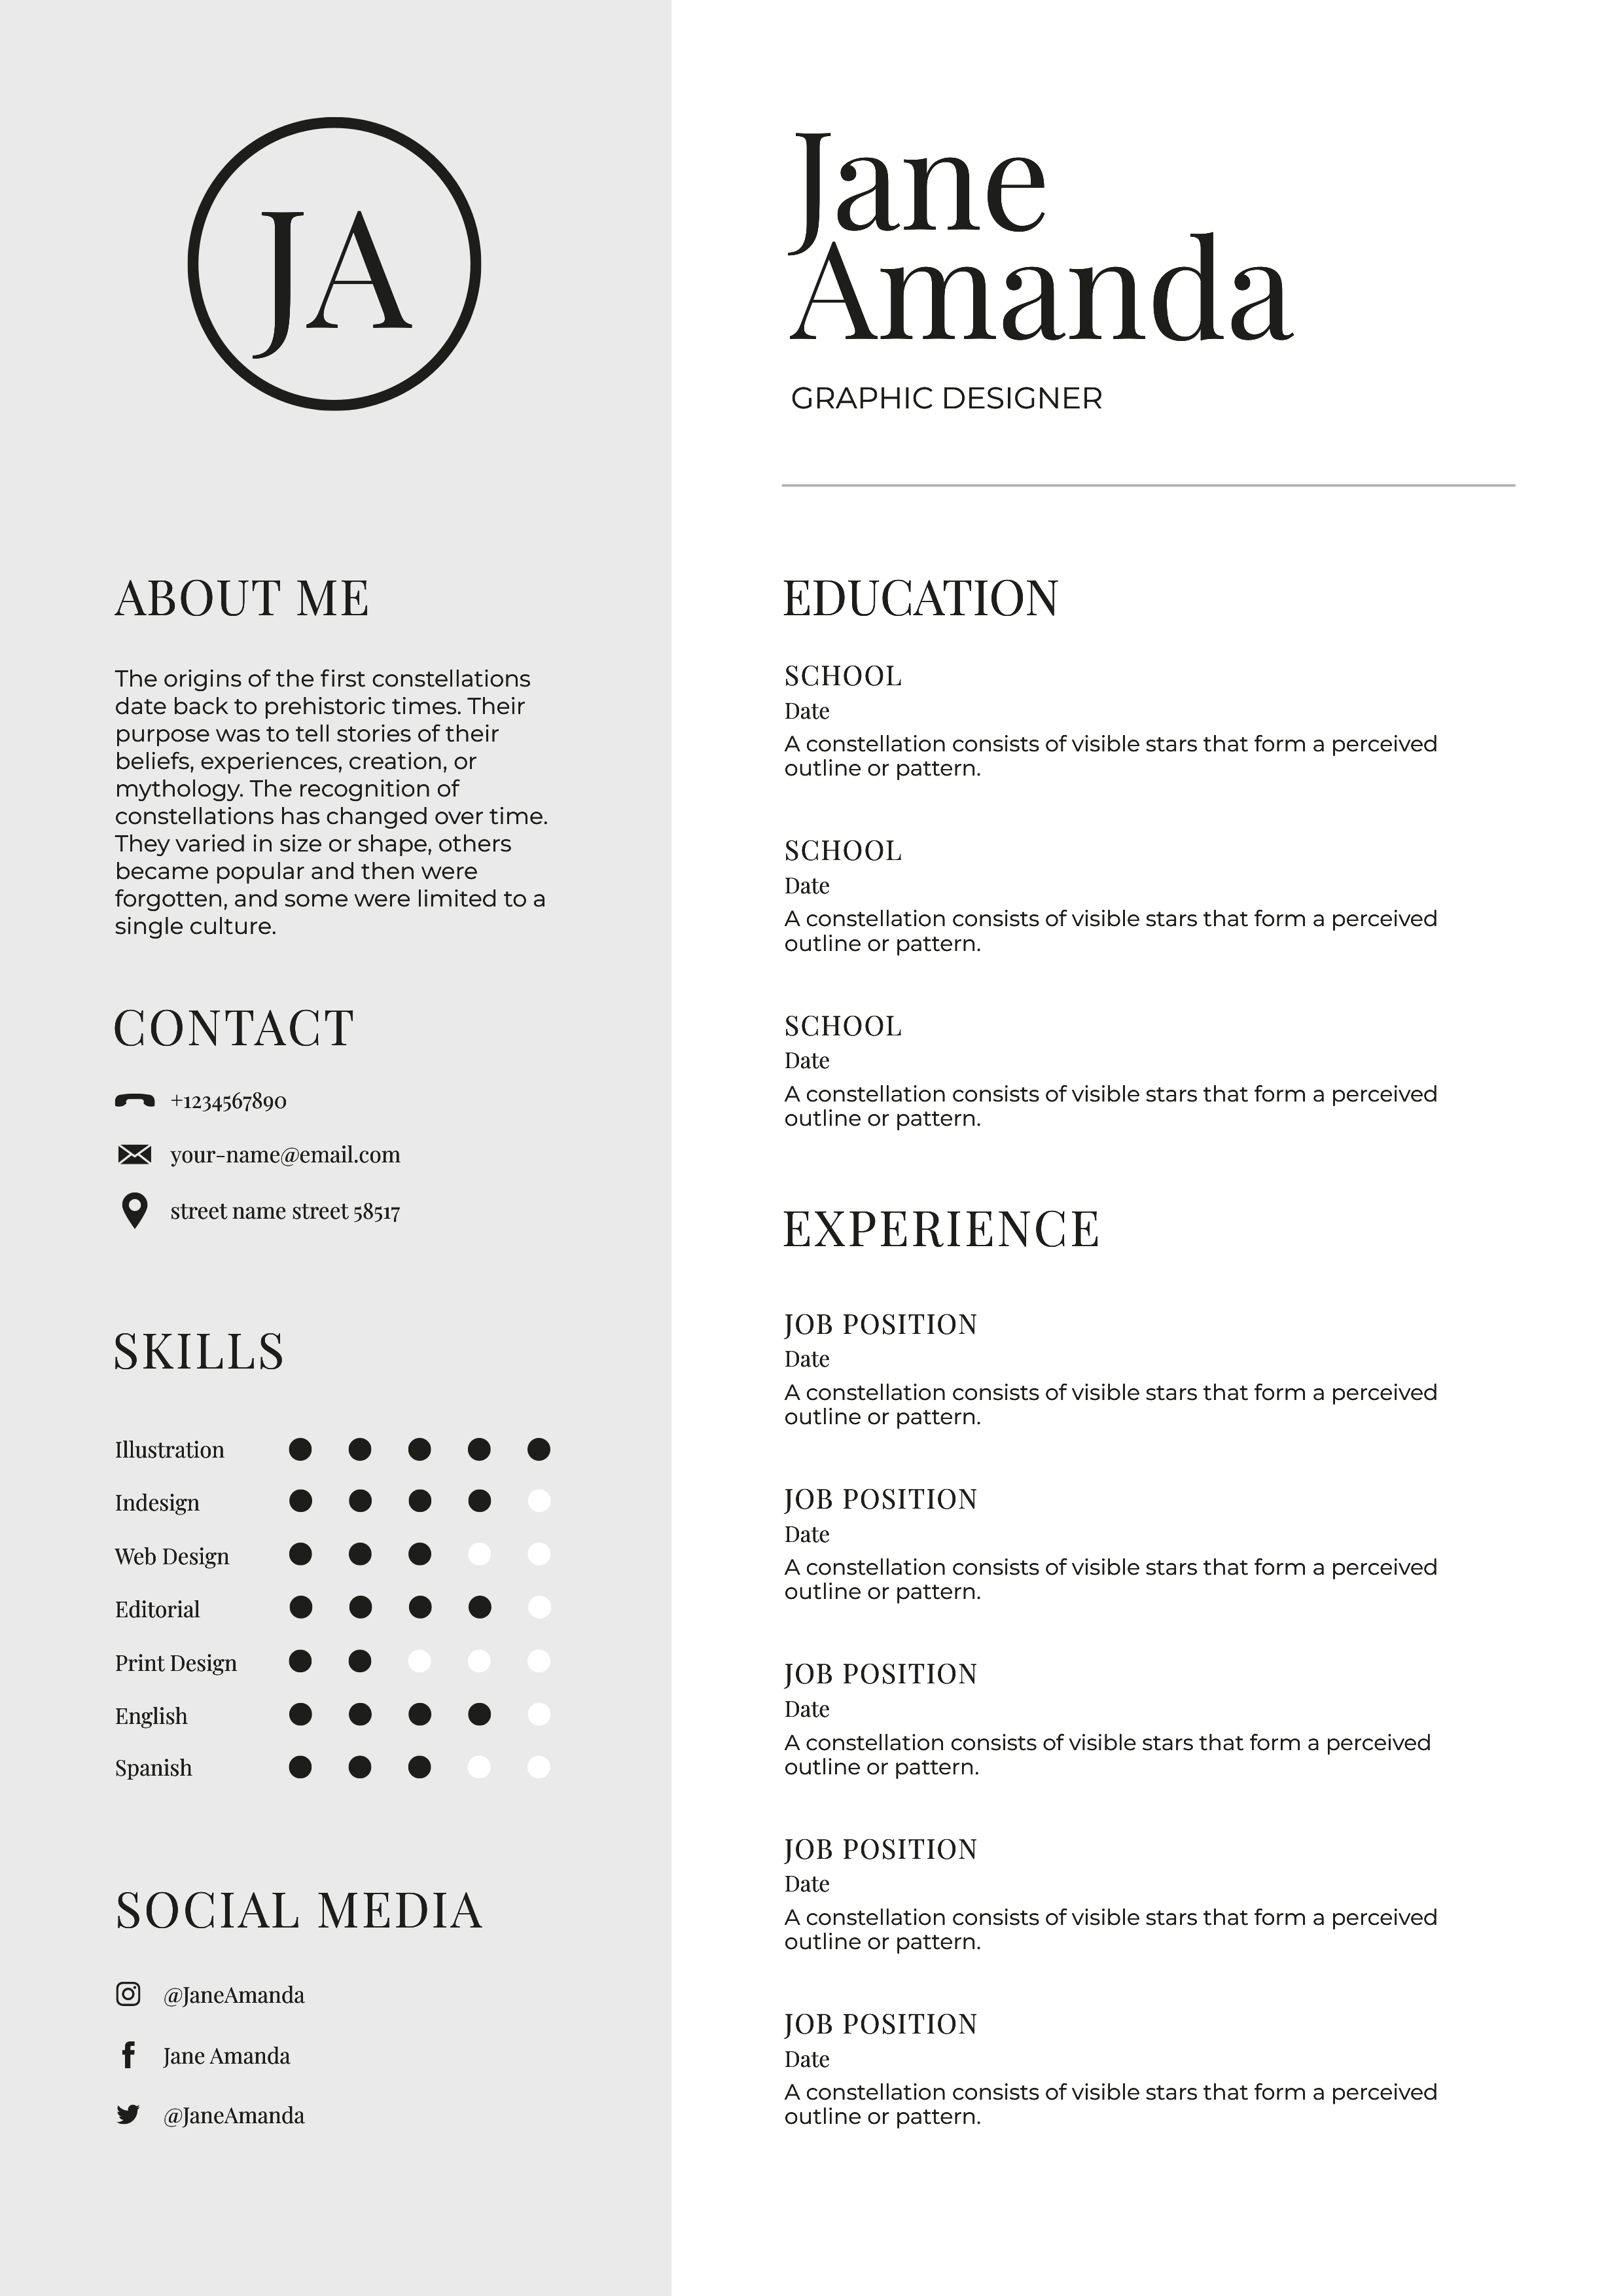 JA
ABOUT ME
The origins of the first constellations
date back to prehistoric times. Their
purpose was to tell stories of their
beliefs, experiences, creation, or
mythology. The recognition of
constellations has changed over time.
They varied in size or shape, others
became popular and then were
forgotten, and some were limited to a
single culture.
CONTACT
+1234567890
your-name@email.com
street name street 58517
SKILLS
Illustration
Indesign
Web Design
Editorial
Print Design
English
Spanish
SOCIAL MEDIA
@JaneAmanda
Jane Amanda
@JaneAmanda
Jane
Amanda
GRAPHIC DESIGNER
EDUCATION
SCHOOL
Date
A constellation consists of visible stars that form a perceived
outline or pattern.
SCHOOL
Date
A constellation consists of visible stars that form a perceived
outline or pattern.
SCHOOL
Date
A constellation consists of visible stars that form a perceived
outline or pattern.
EXPERIENCE
JOB POSITION
Date
A constellation consists of visible stars that form a perceived
outline or pattern.
JOB POSITION
Date
A constellation consists of visible stars that form a perceived
outline or pattern.
JOB POSITION
Date
A constellation consists of visible stars that form a perceived
outline or pattern.
JOB POSITION
Date
A constellation consists of visible stars that form a perceived
outline or pattern.
JOB POSITION
Date
A constellation consists of visible stars that form a perceived
outline or pattern.